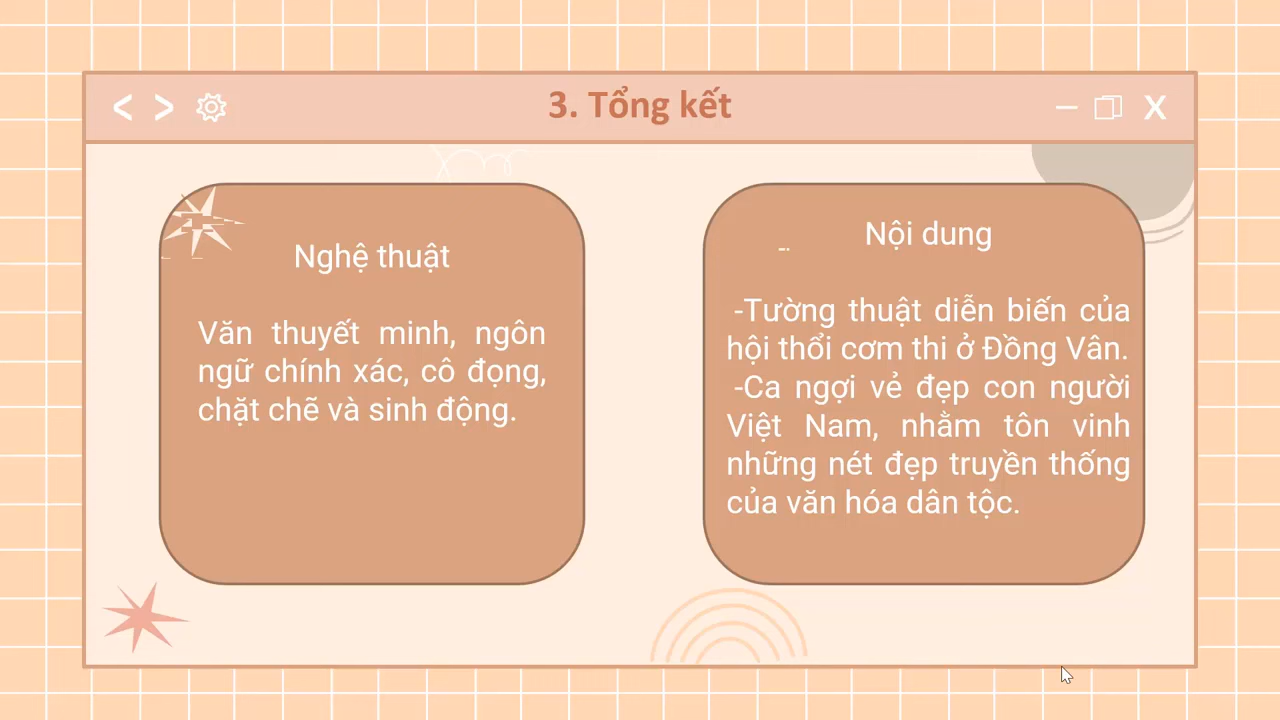 3. Tổng kết
Nghệ thuật
Văn thuyết minh, ngôn
ngữ chính xác, cô đọng,
chặt chẽ và sinh động.
Nội dung
-Tường thuật diễn biến của
hội thổi cơm thi ở Đồng Vân.
-Ca ngợi vẻ đẹp con người
Việt Nam, nhằm tôn vinh
những nét đẹp truyền thống
của văn hóa dân tộc.